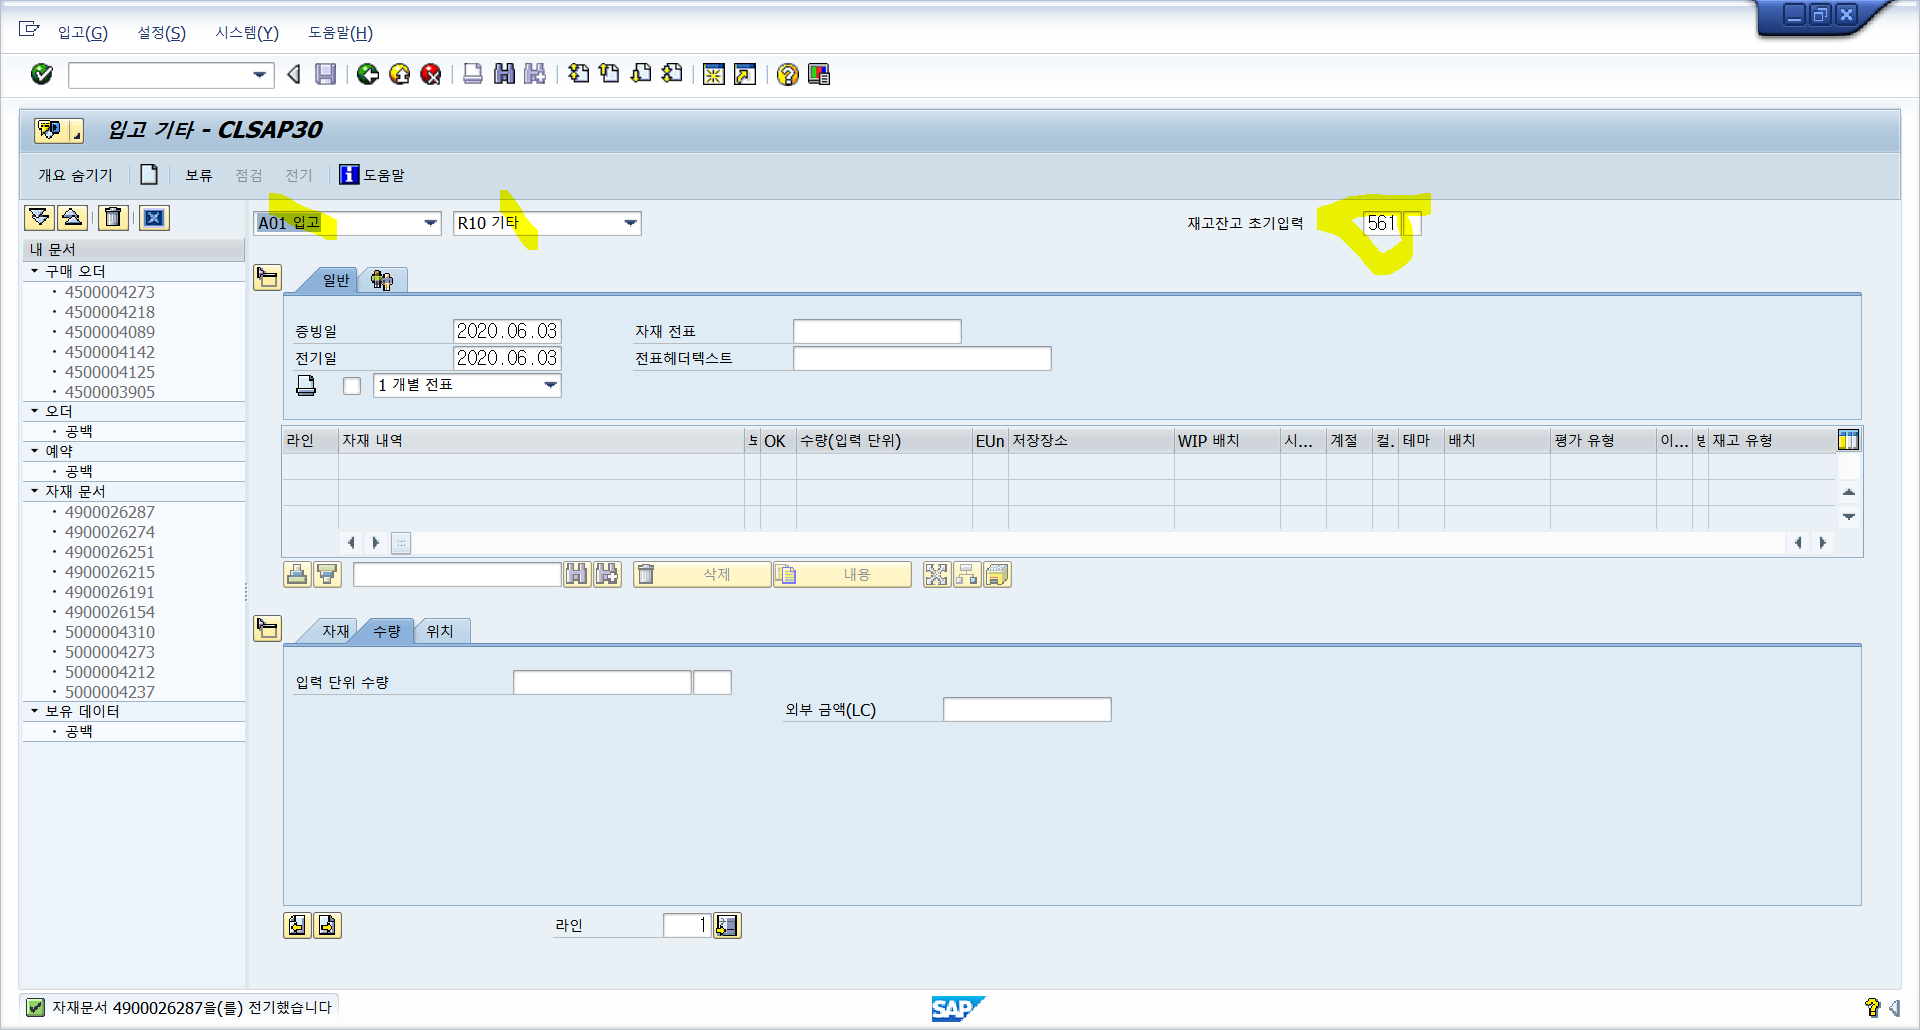 입고(G) 설정(S) 시스템(Y) 도움말(H)
입고 기타 - CLSAP30
개요 숨기기 보류 점검 전기 도움말
A01 입고 R10 기타 재고잔고 초기입력 561
내 문서
구매 오더
4500004273
4500004218
4500004089
4500004142
4500004125
4500003905
오더
공백
예약
공백
자재 문서
4900026287
4900026274
4900026251
4900026215
4900026191
4900026154
5000004310
5000004273
5000004212
5000004237
보유 데이터
공백
일반
증빙일 2020.06.03 자재 전표
전기일 2020.06.03 전표헤더텍스트
1 개별 전표
라인 자재 내역 OK 수량(입력 단위) EUn 저장장소 WIP 배치 시... 계절 컬. 테마 배치 평가 유형 이... 재고 유형
삭제 내용
자재 수량 위치
입력 단위 수량
외부 금액(LC)
라인 1
자재문서 4900026287을(를) 전기했습니다
SAP